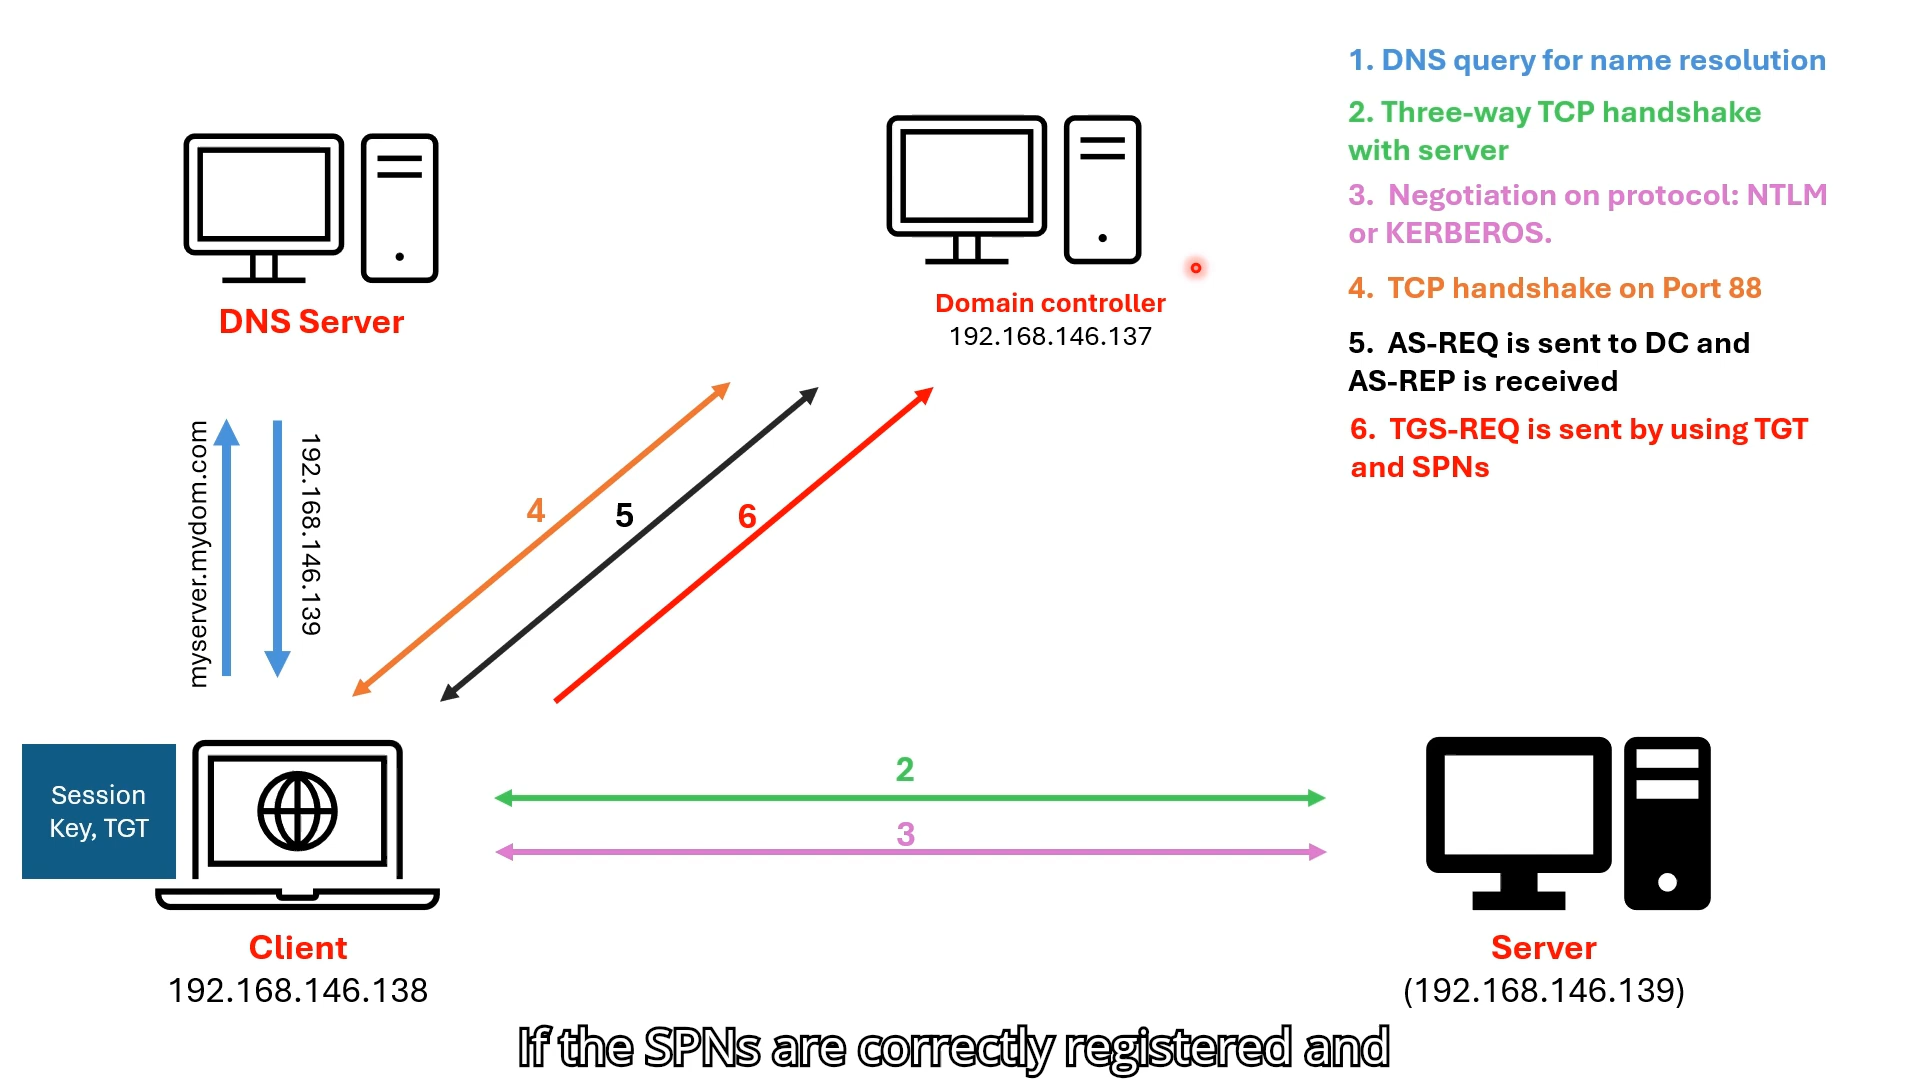 1. DNS query for name resolution
2. Three-way TCP handshake
with server
3. Negotiation on protocol: NTLM
or KERBEROS.
4. TCP handshake on Port 88
5. AS-REQ is sent to DC and
AS-REP is received
6. TGS-REQ is sent by using TGT
and SPNs
DNS Server
Domain controller
192.168.146.137
myserver.mydom.com
192.168.146.139
4
5
6
2
3
Session
Key, TGT
Client
192.168.146.138
Server
(192.168.146.139)
If the SPNs are correctly registered and